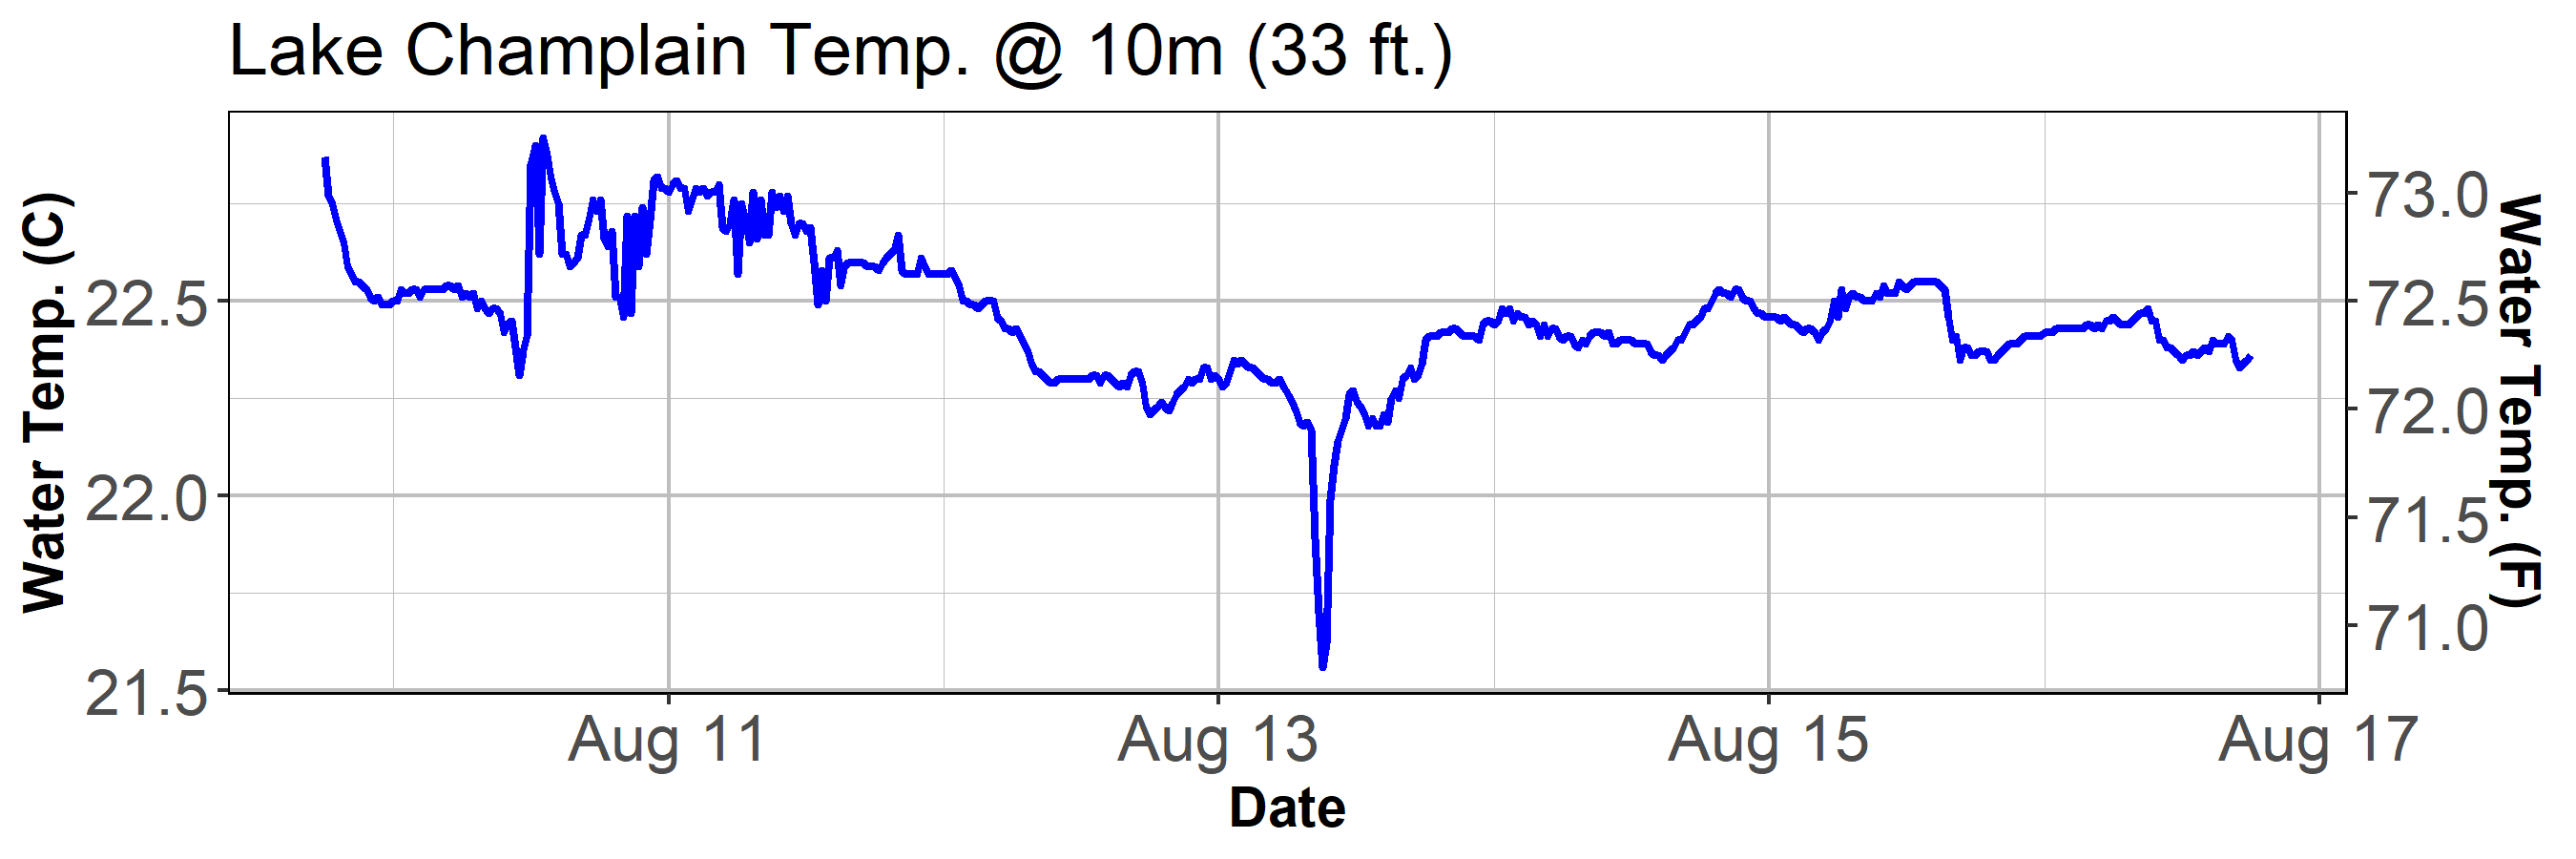 Lake Champlain Temp. @ 10m (33 ft.)
Water Temp. (C)
22.5
22.0
21.5
73.0
72.5
72.0
71.5
71.0
Water Temp. (F)
Aug 11
Aug 13
Aug 15
Aug 17
Date